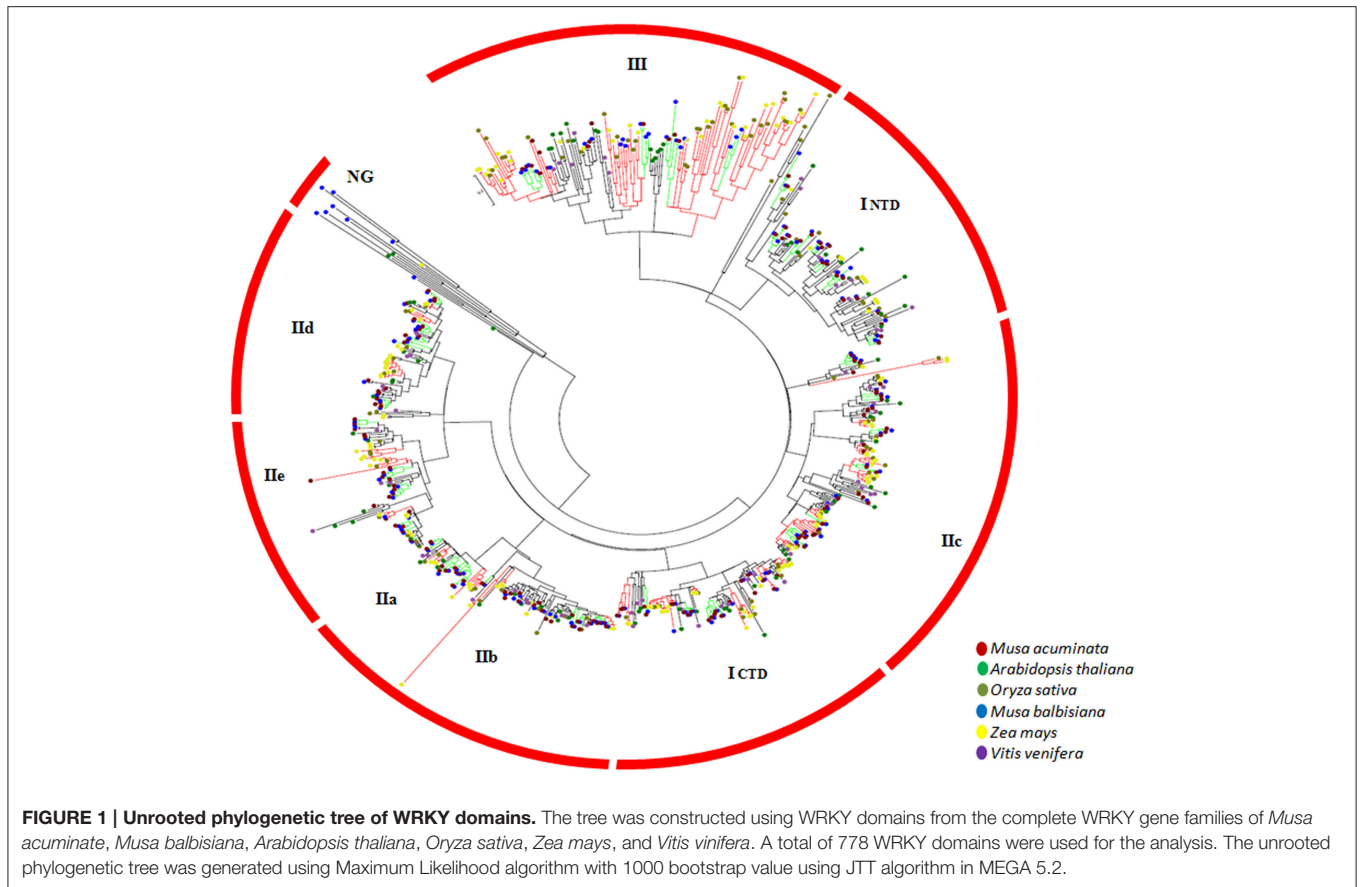 III
NG
I NTD
IId
IIe
IIc
IIa
IIb
I CTD
Musa acuminata
Arabidopsis thaliana
Oryza sativa
Musa balbisiana
Zea mays
Vitis venifera
FIGURE 1 | Unrooted phylogenetic tree of WRKY domains. The tree was constructed using WRKY domains from the complete WRKY gene families of Musa
acuminate, Musa balbisiana, Arabidopsis thaliana, Oryza sativa, Zea mays, and Vitis vinifera. A total of 778 WRKY domains were used for the analysis. The unrooted
phylogenetic tree was generated using Maximum Likelihood algorithm with 1000 bootstrap value using JTT algorithm in MEGA 5.2.